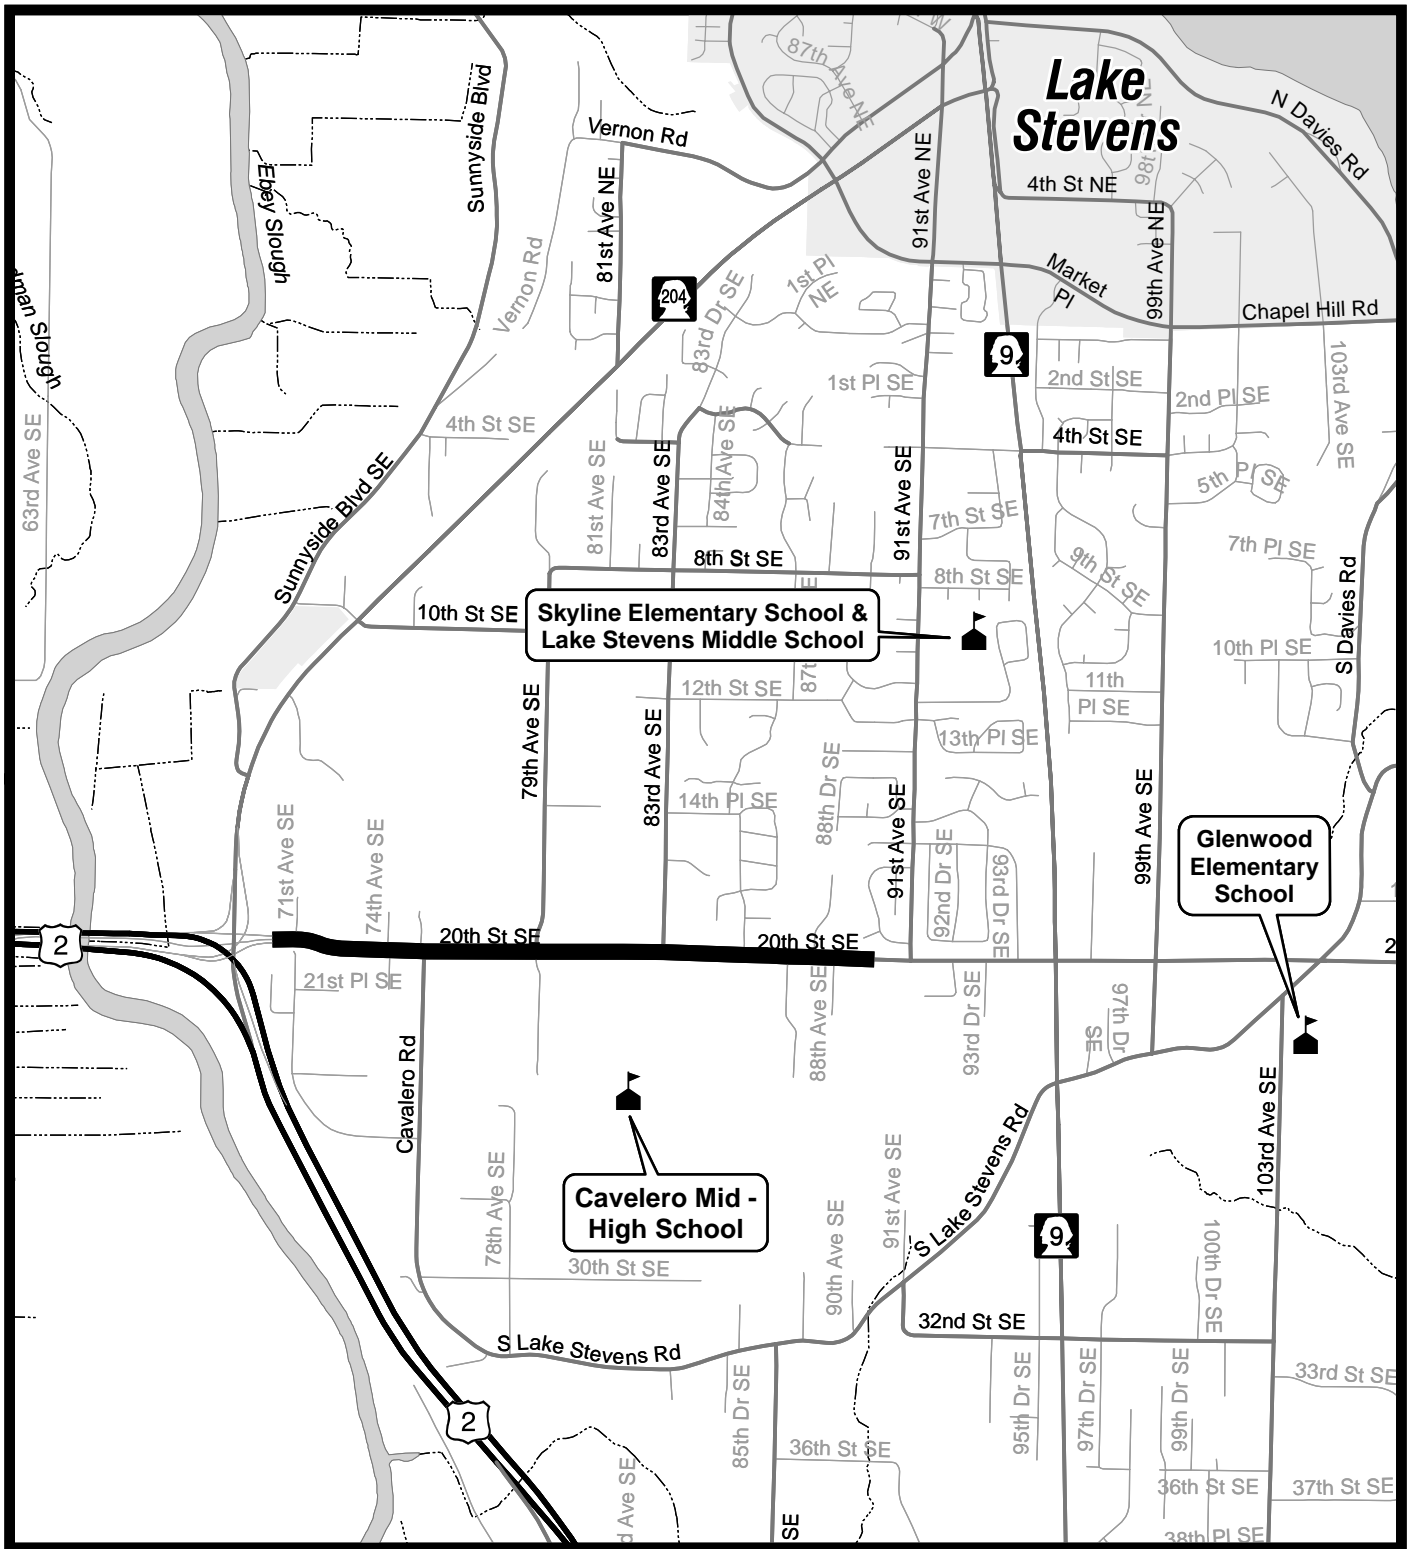 Lake
Stevens
87th Ave NE
W
NE
98th
N Davies Rd
Sunnyside Blvd
Vernon Rd
81st Ave NE
91st Ave NE
4th St NE
99th Ave NE
Ebey Slough
Vernon Rd
204
83rd Dr SE
1st Pl
NE
Market
Pl
Chapel Hill Rd
9
man Slough
63rd Ave SE
1st Pl SE
2nd St SE
2nd Pl SE
103rd Ave SE
4th St SE
4th St SE
81st Ave SE
83rd Ave SE
84th Ave SE
91st Ave SE
5th Pl SE
Sunnyside Blvd SE
7th St SE
8th St SE
8th St SE
9th St SE
7th Pl SE
S Davies Rd
10th St SE
Skyline Elementary School &
Lake Stevens Middle School
87t
E
10th Pl SE
11th
Pl SE
12th St SE
13th Pl SE
79th Ave SE
83rd Ave SE
14th Pl SE
88th Dr SE
91st Ave SE
92nd Dr SE
93rd Dr SE
99th Ave SE
Glenwood
Elementary
School
71st Ave SE
74th Ave SE
2
20th St SE
20th St SE
2
21st Pl SE
88th Ave SE
93rd Dr SE
97th Dr
SE
Cavalero Rd
103rd Ave SE
Cavelero Mid -
High School
78th Ave SE
91st Ave SE
S Lake Stevens Rd
90th Ave SE
9
100th Dr SE
30th St SE
32nd St SE
S Lake Stevens Rd
85th Dr SE
95th Dr SE
97th Dr SE
99th Dr SE
33rd St SE
2
36th St SE
36th St SE
37th St SE
d Ave SE
SE
38th Pl SE